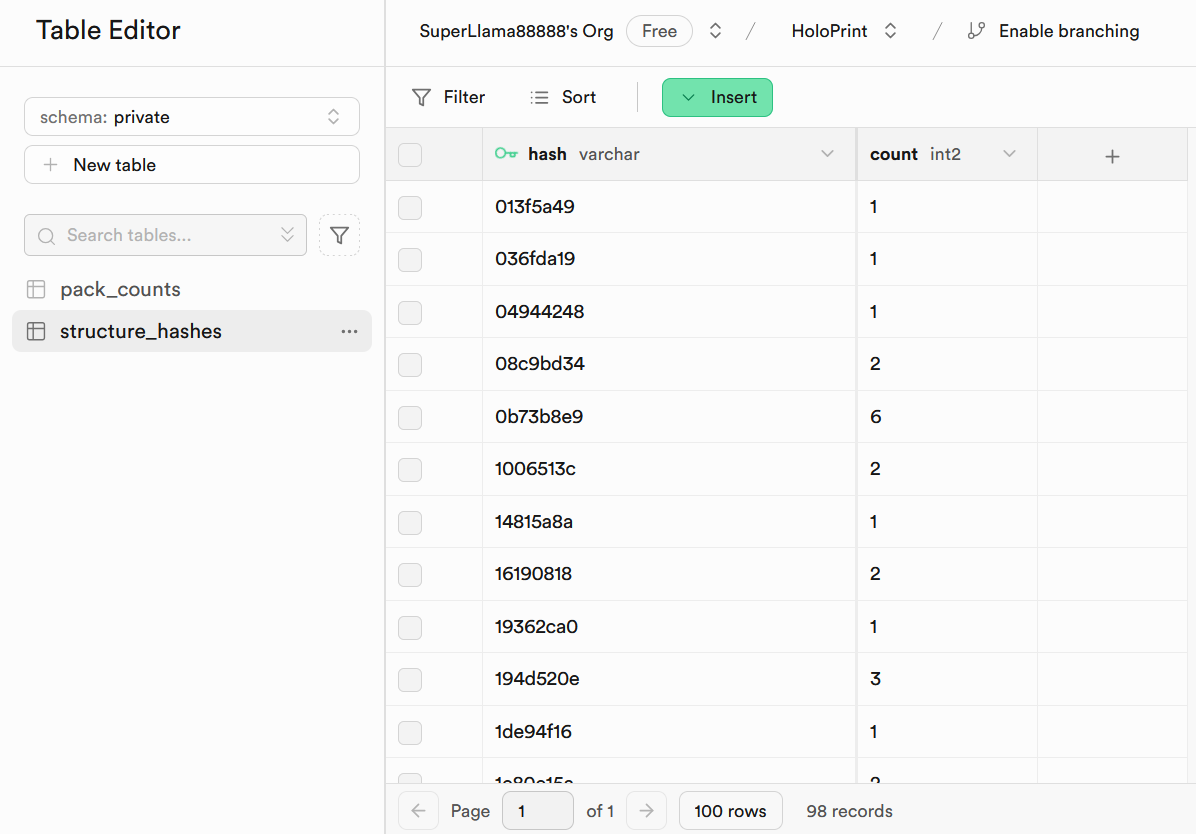 Table Editor
SuperLlama88888's Org Free / HoloPrint / Enable branching
schema: private
New table
Search tables...
pack_counts
structure_hashes
Filter Sort Insert
hash varchar count int2
013f5a49 1
036fda19 1
04944248 1
08c9bd34 2
0b73b8e9 6
1006513c 2
14815a8a 1
16190818 2
19362ca0 1
194d520e 3
1de94f16 1
Page 1 of 1 100 rows 98 records